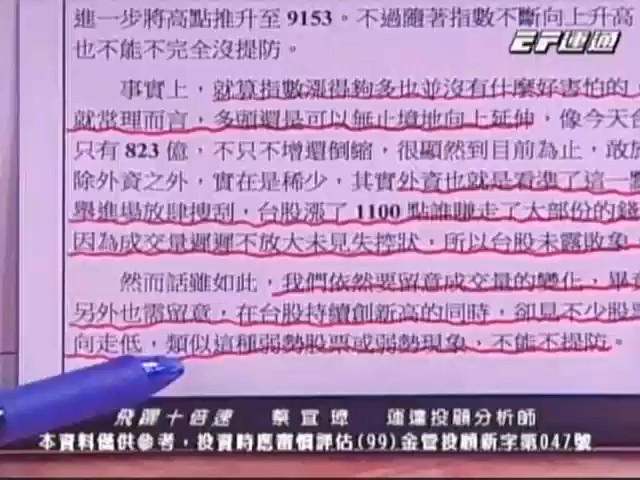 進一步將高點推升至 9153。不過隨著指數不斷向上升高
也不能不完全沒提防。
EF運通
事實上，就算指數漲得夠多也並沒有什麼好害怕的，
就常理而言，多頭還是可以無止境地向上延伸，像今天台
只有 823 億，不只不增還倒縮，很顯然到目前為止，敢放
除外資之外，實在是稀少，其實外資也就是看準了這一點
舉進場放肆搜刮，台股漲了 1100 點誰賺走了大部份的錢
因為成交量遲遲不放大未見失控狀，所以台股未露敗象
然而話雖如此，我們依然要留意成交量的變化，畢竟
另外也需留意，在台股持續創新高的同時，卻見不少股
向走低，類似這種弱勢股票或弱勢現象，不能不提防。
飛躍十倍速 蔡宜璋 運達投顧分析師
本資料僅供參考，投資時應審慎評估(99)金管投顧新字第047號